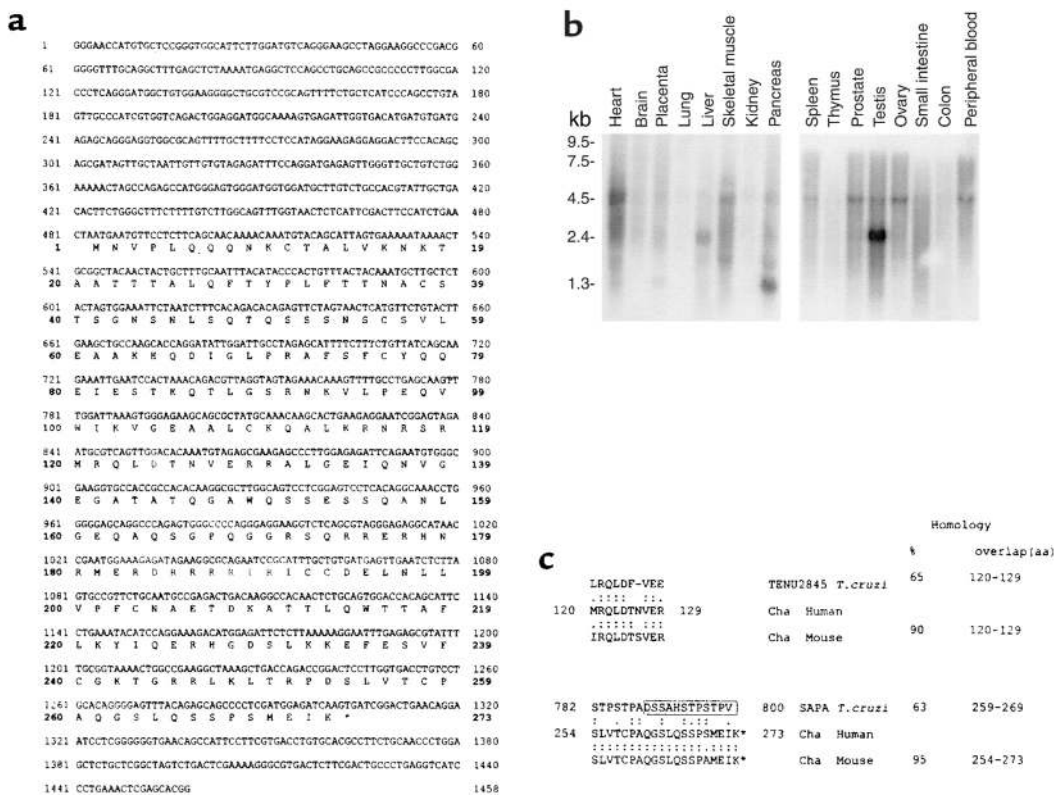 a
1 GGGAACCATGTGCTCCGGGTGGCATTCTTGGATGTCAGGGAAGCCTAGGAAGGCCCGACG 60
61 GGGGTTTGCAGGCTTTGAGCTCTAAAATGAGGCTCCAGCCTGCAGCCGCGCCCCTTGGCGA 120
121 CCCTCAGGGATGGCTGTGGAAGGGGCTGCGTCCGCAGTTTTCTGCTCATCCCAGCCTGTA 180
181 GTTGCCCATCGTGGTCAGACTGGAGGATGGCAAAAGTGAGATTGGTGACATGATGTGATG 240
241 AGAGCAGGGAGGTGGCGCAGTTTTGCTTTTCCTCCATAGGAAGAGGAGGACTTCCACAGC 300
301 AGCGATAGTTGCTAATTGTTGTGTAGAGATTTCCAGGATGAGAGTTGGGTTGCTGTCTGG 360
361 AAAAACTAGCCAGAGCCATGGGAGTGGGATGGTGGATGCTTGTCTGCCACGTATTGCTGA 420
421 CACTTCTGGGCTTTCTTTTGTCTTGGCAGTTTGGTAACTCTCATTCGACTTCCATCTGAA 480
481 CTAATGAATGTTCCTCTTCAGCAACAAAACAAATGTACAGCATTAGTGAAAAATAAAACT 540
1 M N V P L Q Q Q N K C T A L V K N K T 19
541 GCGGCTACAACTACTGCTTTGCAATTTACATACCCACTGTTTACTACAAATGCTTGCTCT 600
20 A A T T T A L Q F T Y P L F T T N A C S 39
601 ACTAGTGGAAATTCTAATCTTTCACAGACACAGAGTTCTAGTAACTCATGTTCTGTACTT 660
40 T S G N S N L S Q T Q S S S N S C S V L 59
661 GAAGCTGCCAAGCACCAGGATATTGGATTGCCTAGAGCATTTTCTTTCTGTTATCAGCAA 720
60 E A A K H Q D I G L P R A F S F C Y Q Q 79
721 GAAATTGAATCCACTAAACAGACGTTAGGTAGTAGAAACAAAGTTTTGCCTGAGCAAGTT 780
80 E I E S T K Q T L G S R N K V L P E Q V 99
781 TGGATTAAAGTGGGAGAAGCAGCGCTATGCAAACAAGCACTGAAGAGGAATCGGAGTAGA 840
100 W I K V G E A A L C K Q A L K R N R S R 119
841 ATGCGTCAGTTGGACACAAATGTAGAGCGAAGAGCCCTTGGAGAGATTCAGAATGTGGGC 900
120 M R Q L D T N V E R R A L G E I Q N V G 139
901 GAAGGTGCCACCGCCACACAAGGCGCTTGGCAGTCCTCGGAGTCCTCACAGGCAAACCTG 960
140 E G A T A T Q G A W Q S S E S S Q A N L 159
961 GGGGAGCAGGCCCAGAGTGGGCCCCCAGGGAGGAAGGTCTCAGCGTAGGGAGAGGCATAAC 1020
160 G E Q A Q S G P Q G G R S Q R R E R H N 179
1021 CGAATGGAAAGAGATAGAAGGCGCAGAATCCGCATTTGCTGTGATGAGTTGAATCTCTTA 1080
180 R M E R D R R R R I R I C C D E L N L L 199
1081 GTGCCGTTCTGCAATGCCGAGACTGACAAGGCCACAACTCTGCAGTGGACCACAGCATTC 1140
200 V P F C N A E T D K A T T L Q W T T A F 219
1141 CTGAAATACATCCAGGAAAGACATGGAGATTCTCTTAAAAAGGAATTTGAGAGCGTATTT 1200
220 L K Y I Q E R H G D S L K K E F E S V F 239
1201 TGCGGTAAAACTGGCCGAAGGCTAAAGCTGACCAGACCGGACTCCTTGGTGACCTGTCCT 1260
240 C G K T G R R L K L T R P D S L V T C P 259
1261 GCACAGGGGAGTTTACAGAGCAGCCCCTCGATGGAGATCAAGTGATCGGACTGAACAGGA 1320
260 A Q G S L Q S S P S M E I K * 273
1321 ATCCTCGGGGGGTGAACAGCATTCCTTCGTGACCTGTGCACGCCTTCTGCAACCCTGGA 1380
1381 GCTCTGCTCGGCTAGTCTGACTCGAAAAGGGCGTGACTCTTCGACTGCCCTGAGGTCATC 1440
1441 CCTGAAACTCGAGCACGG 1458
b
kb
Heart
Brain
Placenta
Lung
Liver
Skeletal muscle
Kidney
Pancreas
Spleen
Thymus
Prostate
Testis
Ovary
Small intestine
Colon
Peripheral blood
9.5-
7.5-
4.5-
2.4-
1.3-
c
Homology
% overlap(aa)
LRQLDF-VEE TENU2845 T.cruzi 65 120-129
.:::: ::.
120 MRQLDTNVER 129 Cha Human
.::::: :::
IRQLDTSVER Cha Mouse 90 120-129
782 STPSTPADSSAHSTPSTPV 800 SAPA T.cruzi 63 259-269
254 SLVTCPAQGSLQSSPSMEIK* 273 Cha Human
SLVTCPAQGSLQSSPAMEIK* Cha Mouse 95 254-273